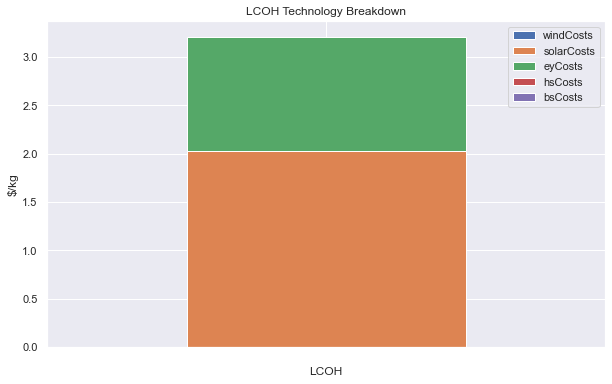 LCOH Technology Breakdown
windCosts
solarCosts
eyCosts
hsCosts
bsCosts
3.0
2.5
2.0
1.5
1.0
0.5
0.0
$/kg
LCOH